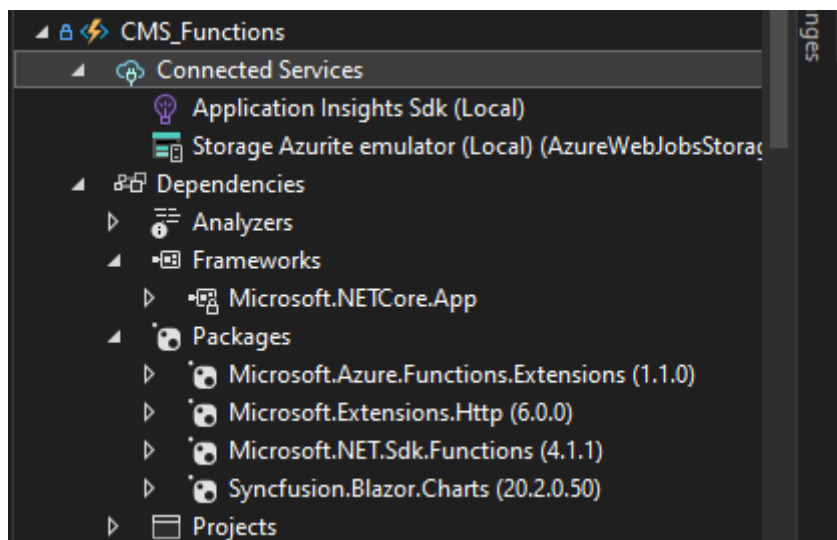 CMS_Functions
Connected Services
Application Insights Sdk (Local)
Storage Azurite emulator (Local) (AzureWebJobsStorag
Dependencies
Analyzers
Frameworks
Microsoft.NETCore.App
Packages
Microsoft.Azure.Functions.Extensions (1.1.0)
Microsoft.Extensions.Http (6.0.0)
Microsoft.NET.Sdk.Functions (4.1.1)
Syncfusion.Blazor.Charts (20.2.0.50)
Projects
nges